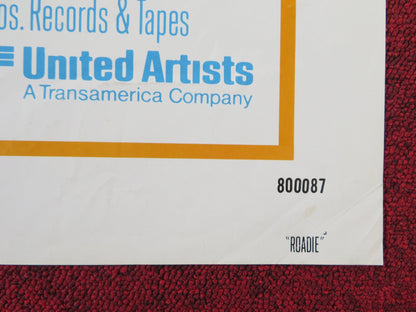 os. Records & Tapes
United Artists
A Transamerica Company
800087
"ROADIE"